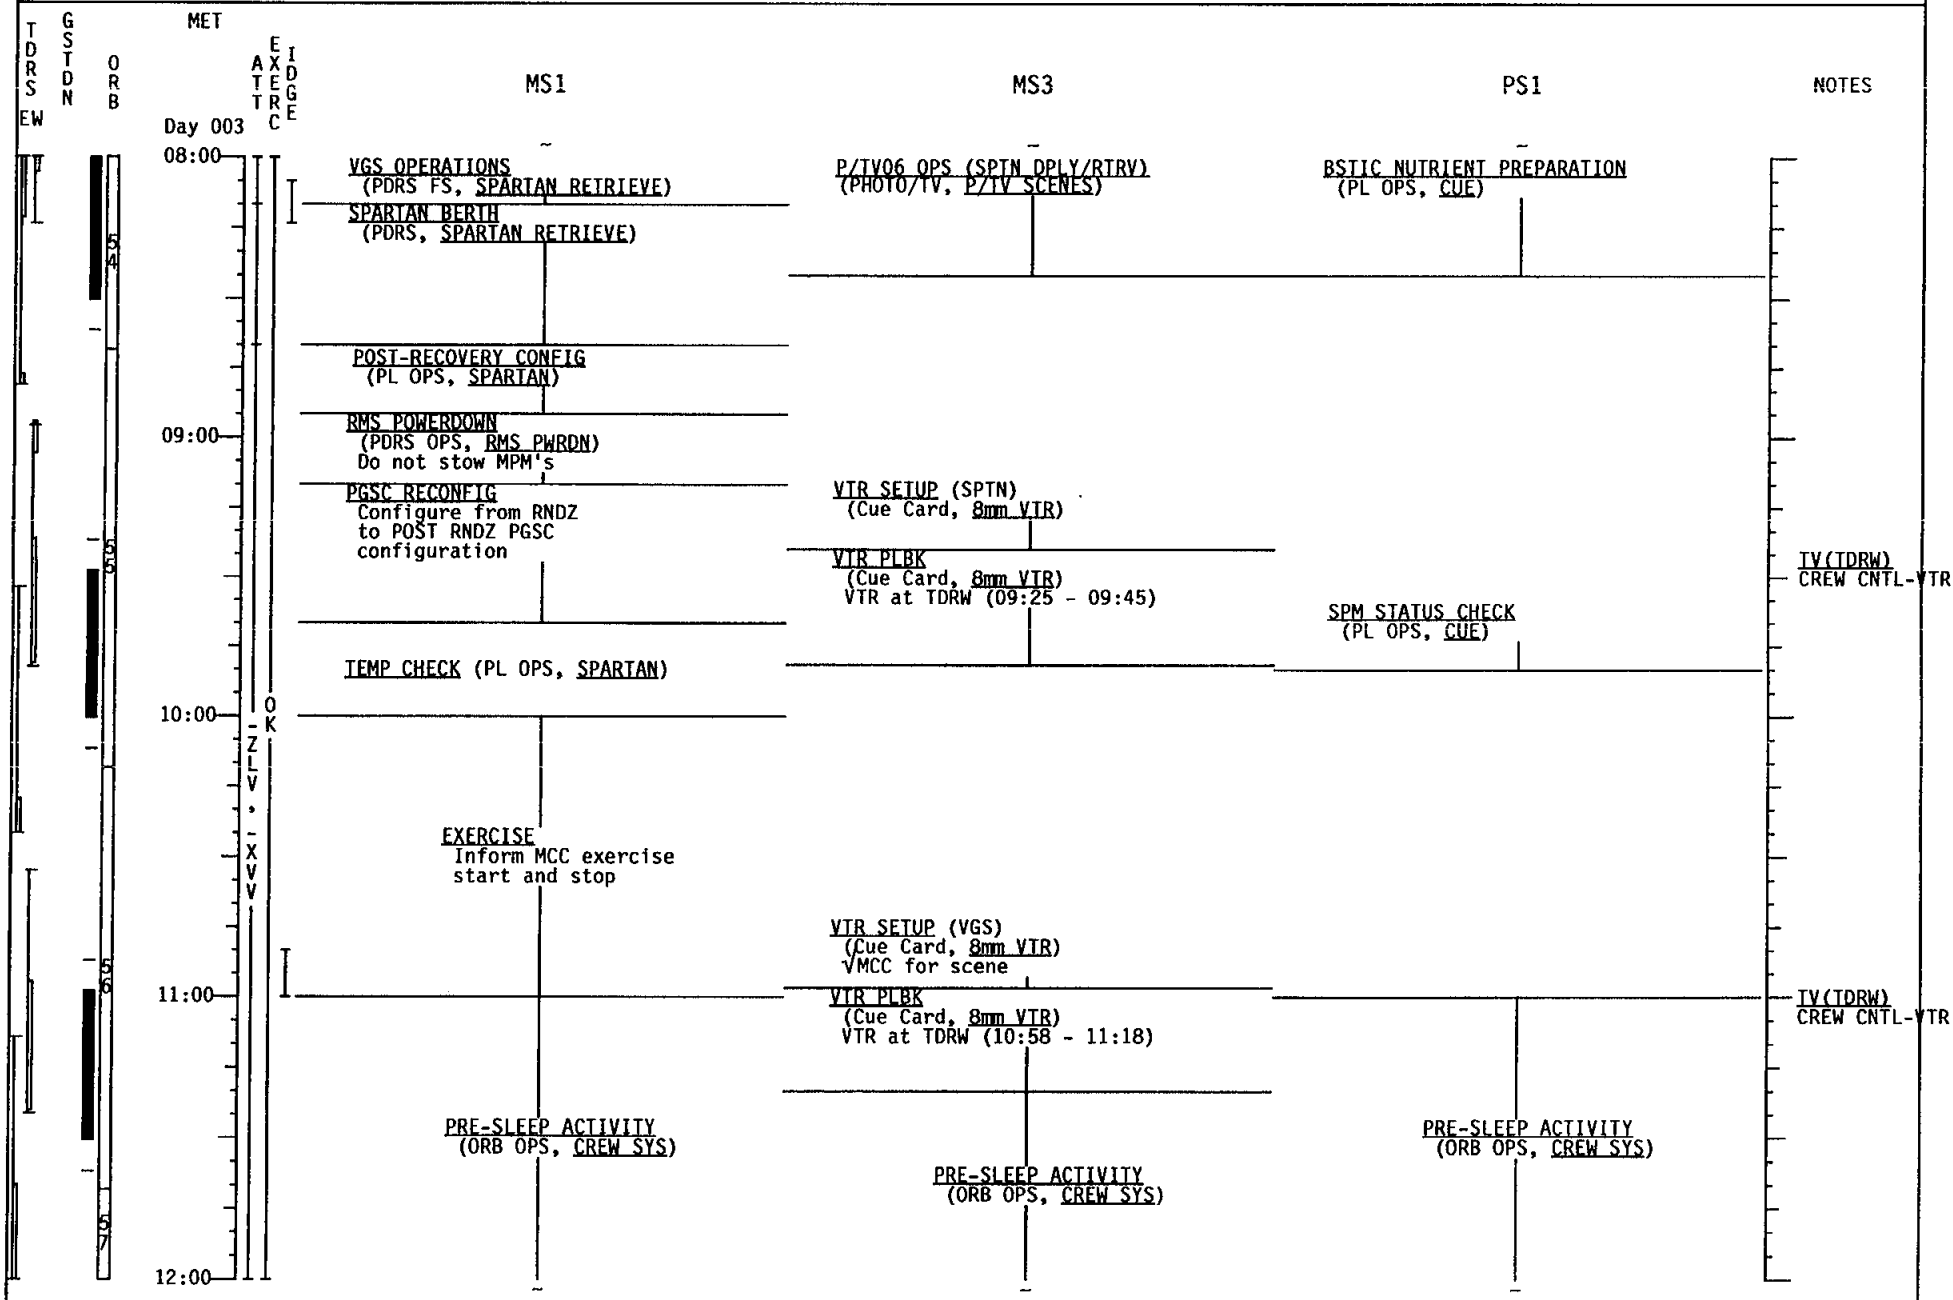 TDRS
EW
GSTDN
ORB
MET
ATT
EXERC
IDGE
MS1
MS3
PS1
NOTES
Day 003
08:00
VGS OPERATIONS
(PDRS FS, SPARTAN RETRIEVE)
SPARTAN BERTH
(PDRS, SPARTAN RETRIEVE)
P/TV06 OPS (SPTN DPLY/RTRV)
(PHOTO/TV, P/TV SCENES)
BSTIC NUTRIENT PREPARATION
(PL OPS, CUE)
54
POST-RECOVERY CONFIG
(PL OPS, SPARTAN)
09:00
RMS POWERDOWN
(PDRS OPS, RMS PWRDN)
Do not stow MPM's
PGSC RECONFIG
Configure from RNDZ
to POST RNDZ PGSC
configuration
VTR SETUP (SPTN)
(Cue Card, 8mm VTR)
VTR PLBK
(Cue Card, 8mm VTR)
VTR at TDRW (09:25 - 09:45)
55
TV(TDRW)
CREW CNTL-VTR
SPM STATUS CHECK
(PL OPS, CUE)
TEMP CHECK (PL OPS, SPARTAN)
10:00
OK
-ZLV,-XVV
EXERCISE
Inform MCC exercise
start and stop
VTR SETUP (VGS)
(Cue Card, 8mm VTR)
√MCC for scene
56
11:00
VTR PLBK
(Cue Card, 8mm VTR)
VTR at TDRW (10:58 - 11:18)
TV(TDRW)
CREW CNTL-VTR
PRE-SLEEP ACTIVITY
(ORB OPS, CREW SYS)
PRE-SLEEP ACTIVITY
(ORB OPS, CREW SYS)
PRE-SLEEP ACTIVITY
(ORB OPS, CREW SYS)
57
12:00